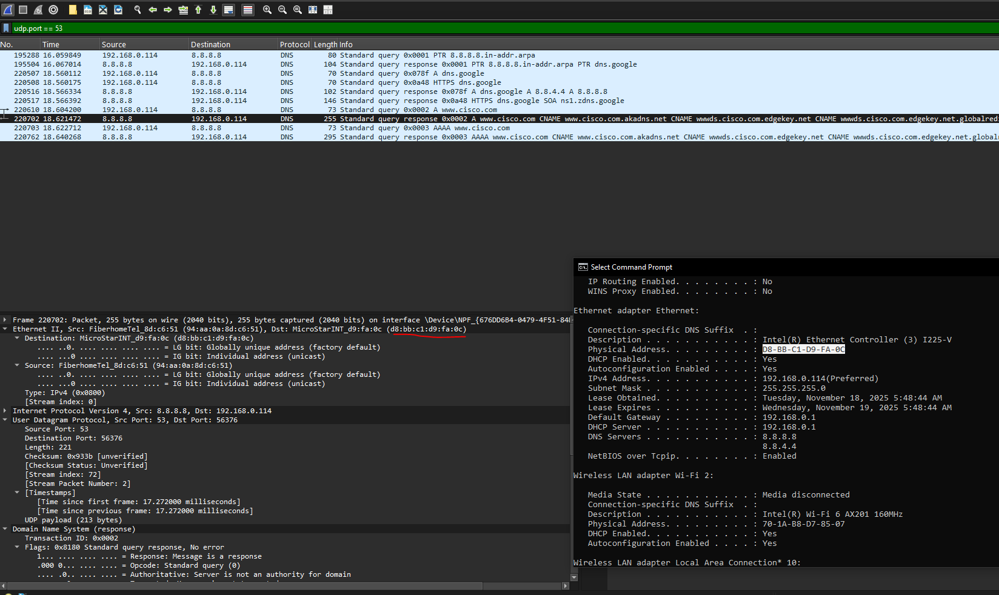 udp.port == 53
No. Time Source Destination Protocol Length Info
195288 16.059849 192.168.0.114 8.8.8.8 DNS 80 Standard query 0x0001 PTR 8.8.8.8.in-addr.arpa
195504 16.067014 8.8.8.8 192.168.0.114 DNS 104 Standard query response 0x0001 PTR 8.8.8.8.in-addr.arpa PTR dns.google
220507 18.560112 192.168.0.114 8.8.8.8 DNS 70 Standard query 0x078f A dns.google
220508 18.560175 192.168.0.114 8.8.8.8 DNS 70 Standard query 0x0a48 HTTPS dns.google
220516 18.566334 8.8.8.8 192.168.0.114 DNS 102 Standard query response 0x078f A dns.google A 8.8.4.4 A 8.8.8.8
220517 18.566392 8.8.8.8 192.168.0.114 DNS 146 Standard query response 0x0a48 HTTPS dns.google SOA ns1.zdns.google
220610 18.604200 192.168.0.114 8.8.8.8 DNS 73 Standard query 0x0002 A www.cisco.com
220702 18.621472 8.8.8.8 192.168.0.114 DNS 255 Standard query response 0x0002 A www.cisco.com CNAME www.cisco.com.akadns.net CNAME wwwds.cisco.com.edgekey.net CNAME wwwds.cisco.com.edgekey.net.globalredi
220703 18.622712 192.168.0.114 8.8.8.8 DNS 73 Standard query 0x0003 AAAA www.cisco.com
220762 18.640268 8.8.8.8 192.168.0.114 DNS 295 Standard query response 0x0003 AAAA www.cisco.com CNAME www.cisco.com.akadns.net CNAME wwwds.cisco.com.edgekey.net CNAME wwwds.cisco.com.edgekey.net.global
Frame 220702: Packet, 255 bytes on wire (2040 bits), 255 bytes captured (2040 bits) on interface \Device\NPF_{676DD6B4-0479-4F51-84
Ethernet II, Src: FiberhomeTel_8d:c6:51 (94:aa:0a:8d:c6:51), Dst: MicroStarINT_d9:fa:0c (d8:bb:c1:d9:fa:0c)
Destination: MicroStarINT_d9:fa:0c (d8:bb:c1:d9:fa:0c)
.... ..0. .... .... .... .... = LG bit: Globally unique address (factory default)
.... ...0 .... .... .... .... = IG bit: Individual address (unicast)
Source: FiberhomeTel_8d:c6:51 (94:aa:0a:8d:c6:51)
.... ..0. .... .... .... .... = LG bit: Globally unique address (factory default)
.... ...0 .... .... .... .... = IG bit: Individual address (unicast)
Type: IPv4 (0x0800)
[Stream index: 0]
Internet Protocol Version 4, Src: 8.8.8.8, Dst: 192.168.0.114
User Datagram Protocol, Src Port: 53, Dst Port: 56376
Source Port: 53
Destination Port: 56376
Length: 221
Checksum: 0x933b [unverified]
[Checksum Status: Unverified]
[Stream index: 72]
[Stream Packet Number: 2]
[Timestamps]
[Time since first frame: 17.272000 milliseconds]
[Time since previous frame: 17.272000 milliseconds]
UDP payload (213 bytes)
Domain Name System (response)
Transaction ID: 0x0002
Flags: 0x8180 Standard query response, No error
1... .... .... .... = Response: Message is a response
.000 0... .... .... = Opcode: Standard query (0)
.... .0.. .... .... = Authoritative: Server is not an authority for domain
Select Command Prompt
IP Routing Enabled. . . . . . . . : No
WINS Proxy Enabled. . . . . . . . : No
Ethernet adapter Ethernet:
Connection-specific DNS Suffix . :
Description . . . . . . . . . . . : Intel(R) Ethernet Controller (3) I225-V
Physical Address. . . . . . . . . : D8-BB-C1-D9-FA-0C
DHCP Enabled. . . . . . . . . . . : Yes
Autoconfiguration Enabled . . . . : Yes
IPv4 Address. . . . . . . . . . . : 192.168.0.114(Preferred)
Subnet Mask . . . . . . . . . . . : 255.255.255.0
Lease Obtained. . . . . . . . . . : Tuesday, November 18, 2025 5:48:44 AM
Lease Expires . . . . . . . . . . : Wednesday, November 19, 2025 5:48:44 AM
Default Gateway . . . . . . . . . : 192.168.0.1
DHCP Server . . . . . . . . . . . : 192.168.0.1
DNS Servers . . . . . . . . . . . : 8.8.8.8
8.8.4.4
NetBIOS over Tcpip. . . . . . . . : Enabled
Wireless LAN adapter Wi-Fi 2:
Media State . . . . . . . . . . . : Media disconnected
Connection-specific DNS Suffix . :
Description . . . . . . . . . . . : Intel(R) Wi-Fi 6 AX201 160MHz
Physical Address. . . . . . . . . : 70-1A-B8-D7-85-07
DHCP Enabled. . . . . . . . . . . : Yes
Autoconfiguration Enabled . . . . : Yes
Wireless LAN adapter Local Area Connection* 10: